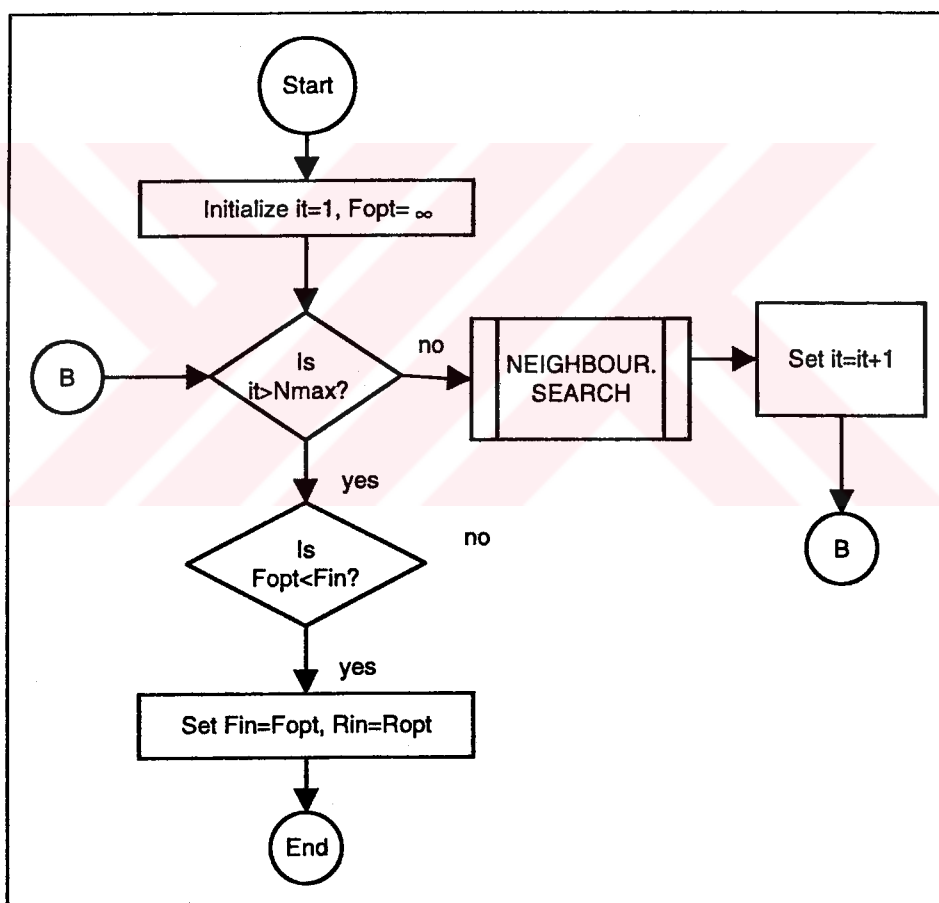 Start
Initialize it=1, Fopt= ∞
B
Is
it>Nmax?
no
NEIGHBOUR.
SEARCH
Set it=it+1
yes
B
Is
Fopt<Fin?
no
yes
Set Fin=Fopt, Rin=Ropt
End